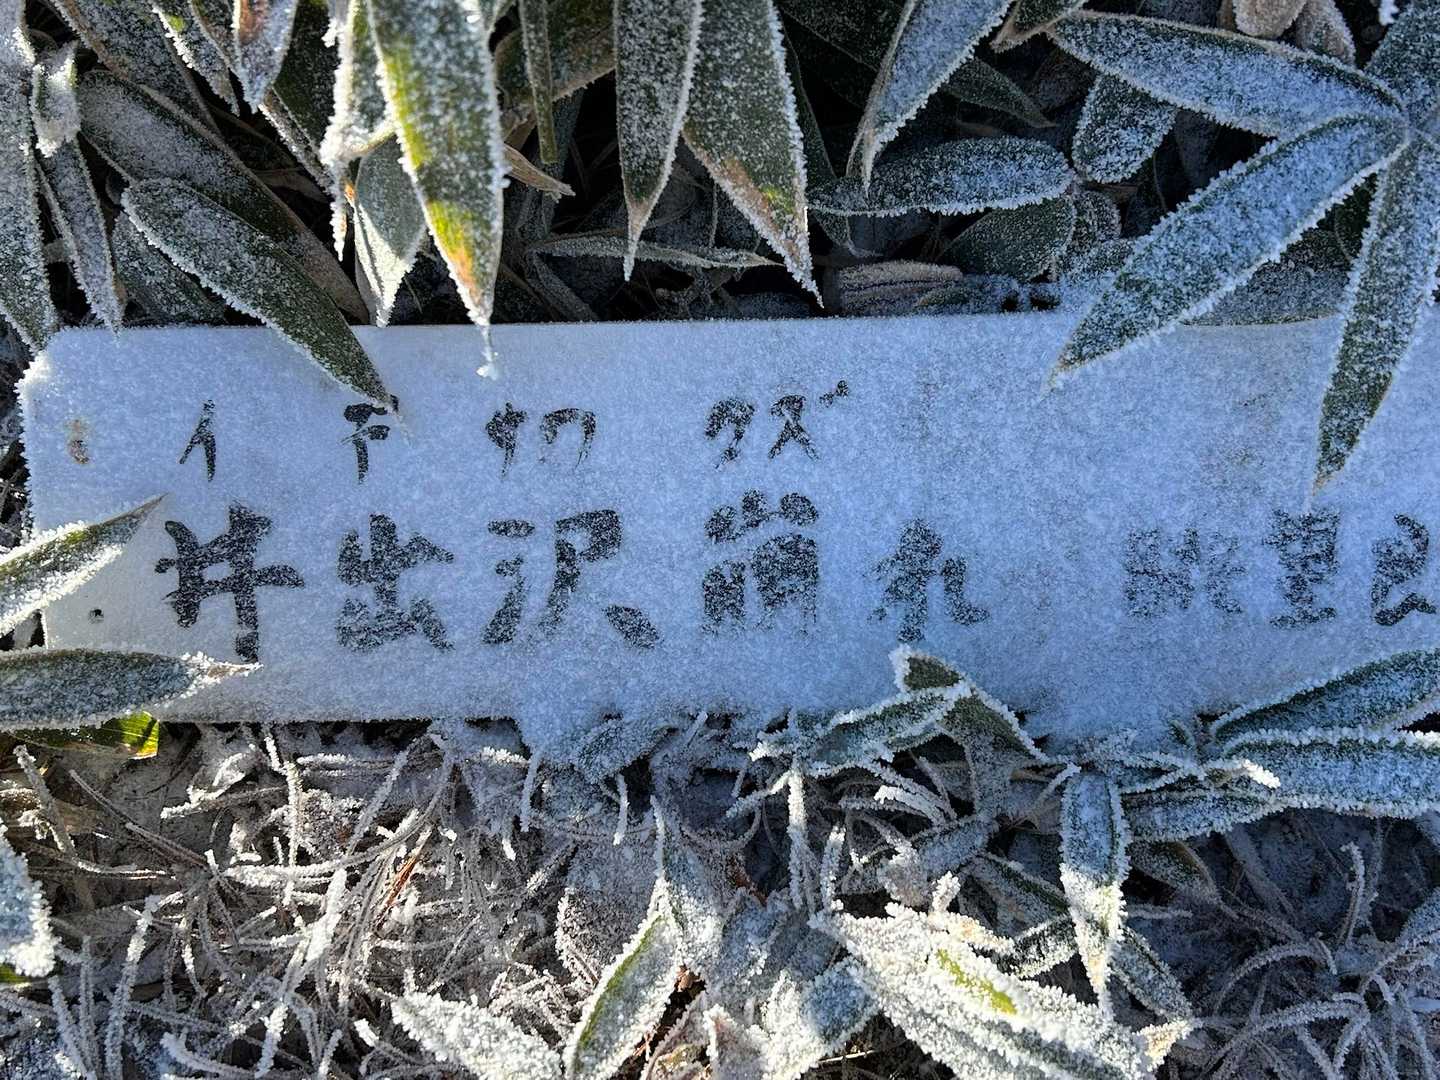 イデ サワ クズ
井出沢崩れ 眺望良